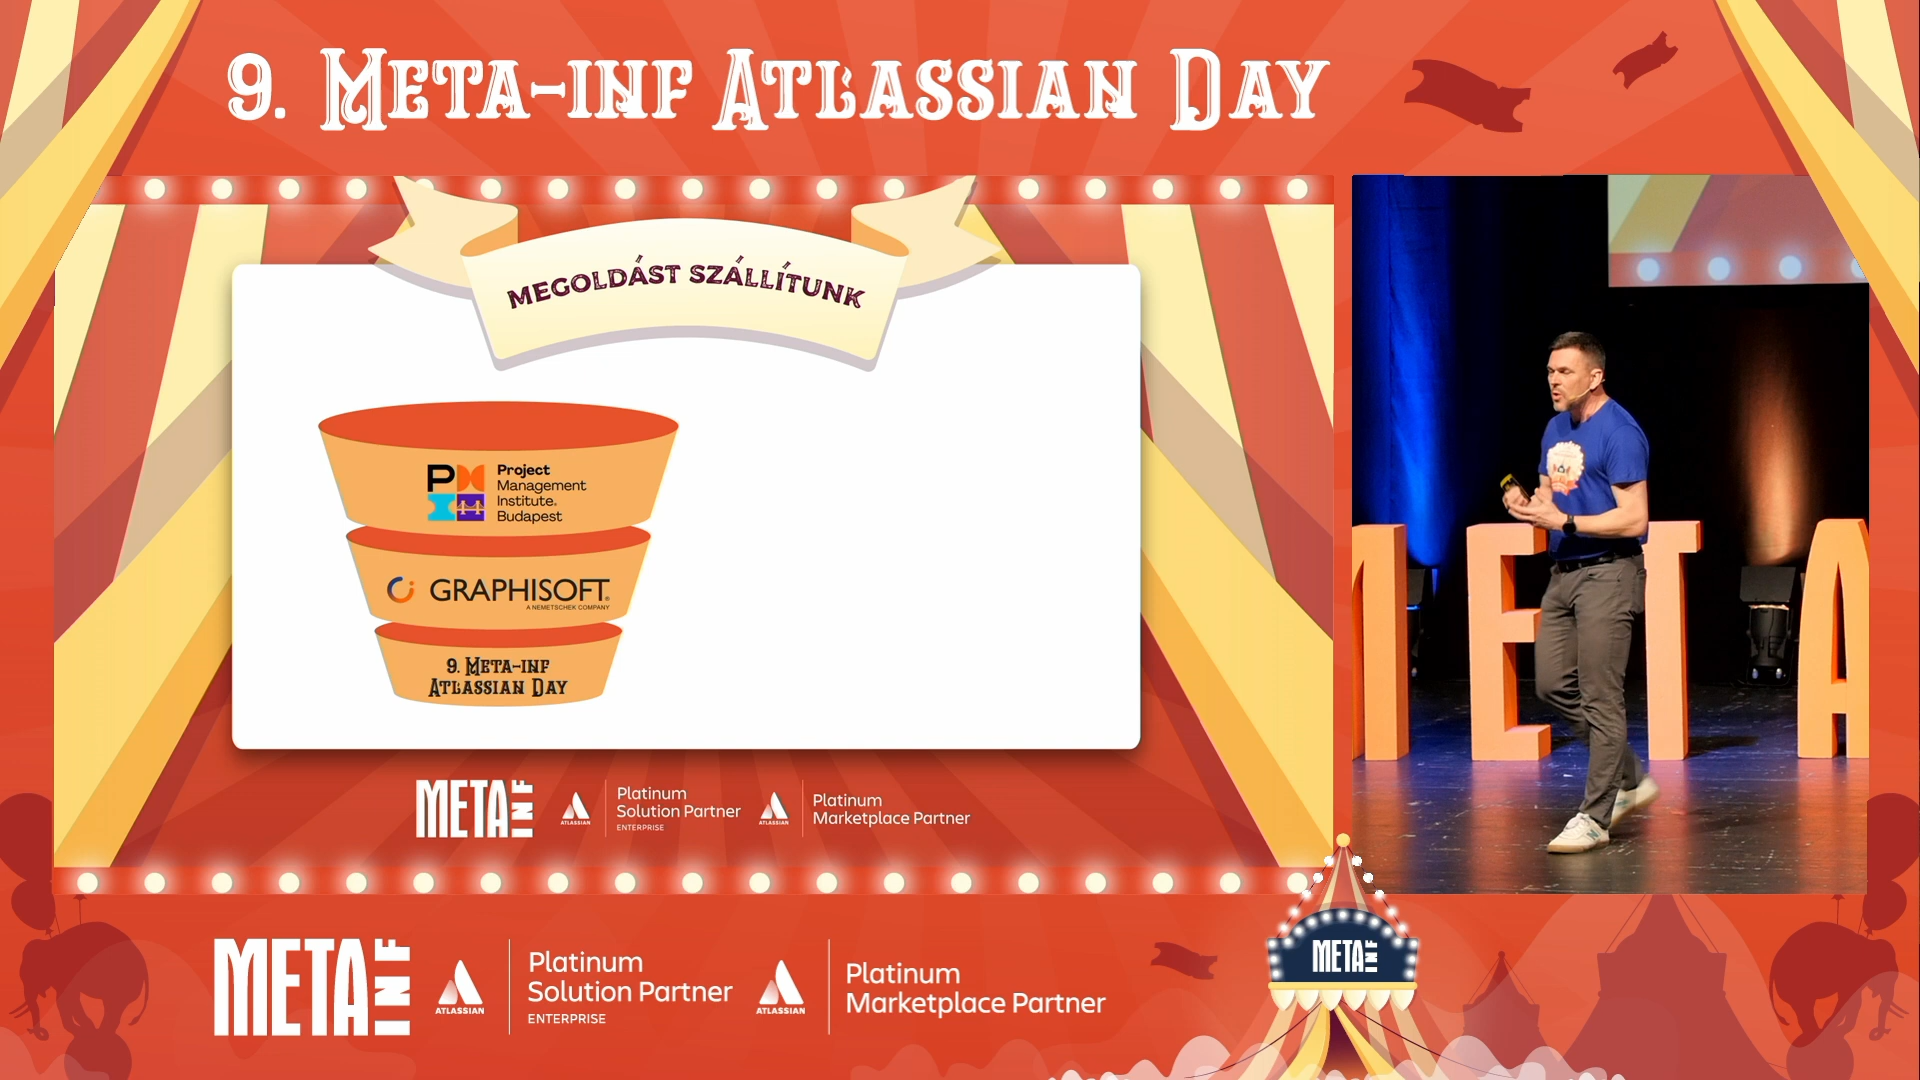 9. META-INF ATLASSIAN DAY
MEGOLDÁST SZÁLLÍTUNK
PM
Project
Management
Institute®
Budapest
GRAPHISOFT®
A NEMETSCHEK COMPANY
9. META-INF
ATLASSIAN DAY
META INF
ATLASSIAN
Platinum
Solution Partner
ENTERPRISE
ATLASSIAN
Platinum
Marketplace Partner
META
META INF
ATLASSIAN
Platinum
Solution Partner
ENTERPRISE
ATLASSIAN
Platinum
Marketplace Partner
META INF